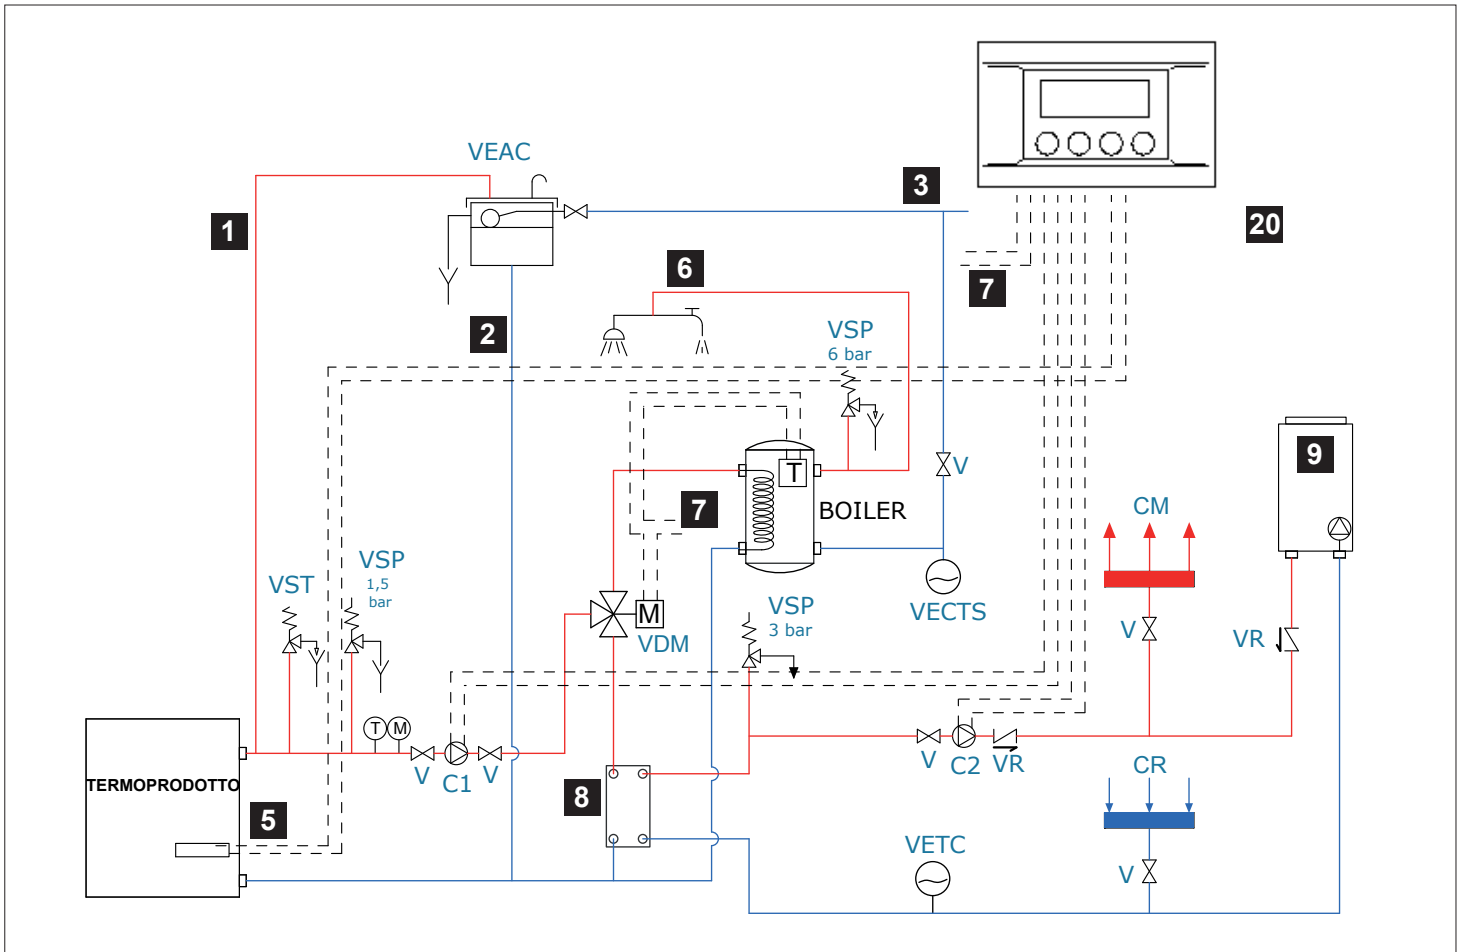 VEAC
3
1
20
6
7
2
VSP
6 bar
9
T
V
7
BOILER
CM
VSP
1,5
bar
VST
VECTS
M
VDM
VSP
3 bar
V
VR
T
M
TERMOPRODOTTO
V
C1
V
8
V
C2
VR
CR
5
VETC
V